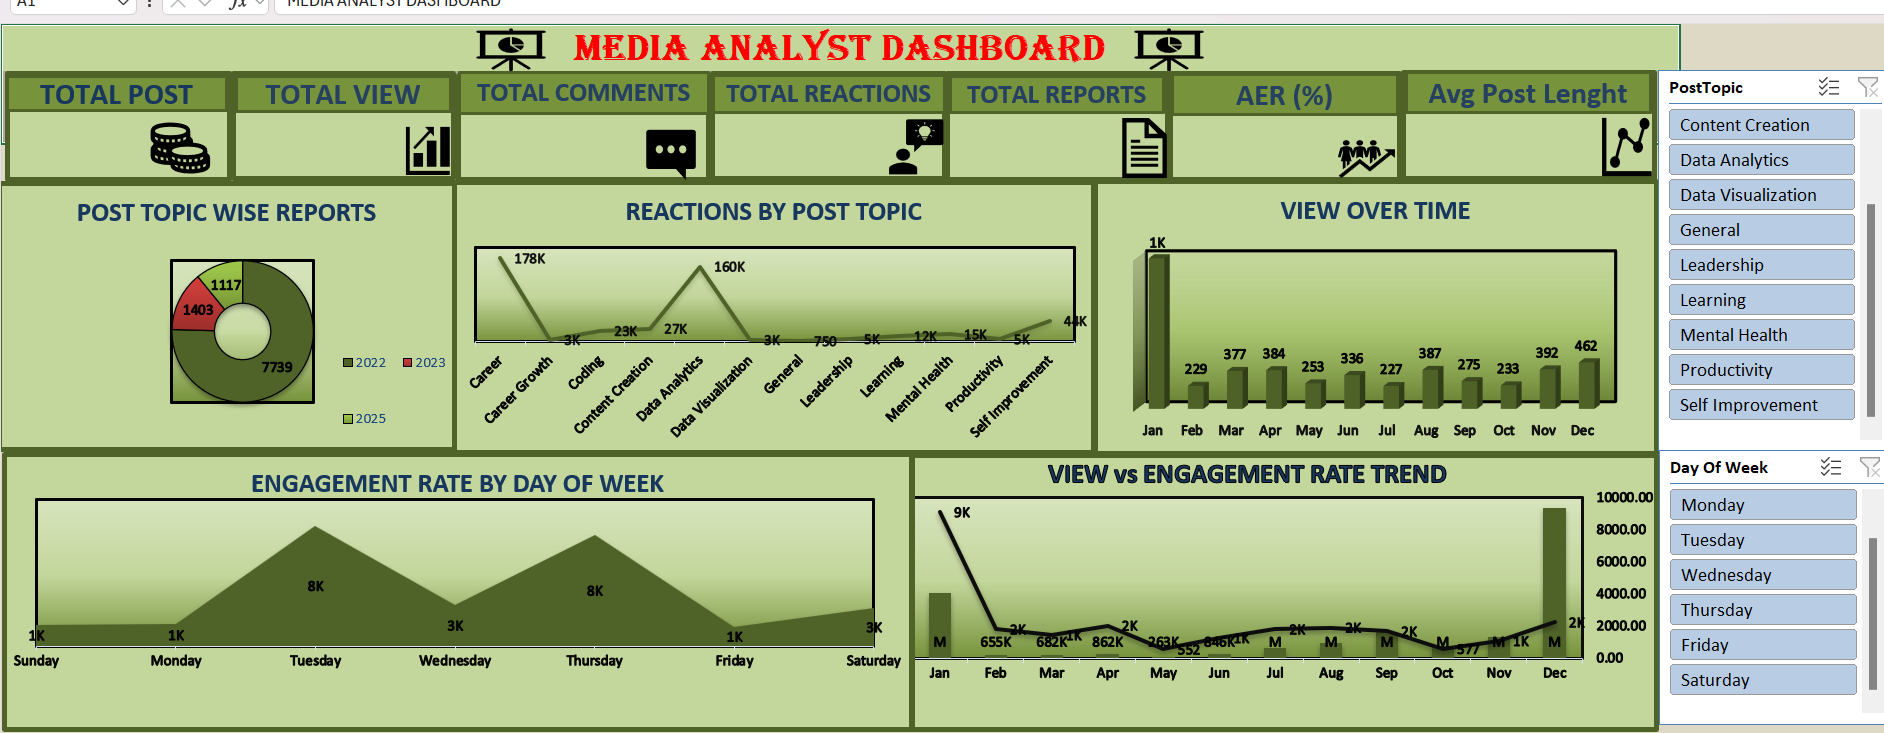 A1
fx
MEDIA ANALYST DASHBOARD
MEDIA ANALYST DASHBOARD
TOTAL POST
TOTAL VIEW
TOTAL COMMENTS
TOTAL REACTIONS
TOTAL REPORTS
AER (%)
Avg Post Lenght
PostTopic
Content Creation
Data Analytics
Data Visualization
General
Leadership
Learning
Mental Health
Productivity
Self Improvement
POST TOPIC WISE REPORTS
1117
1403
7739
2022
2023
2025
REACTIONS BY POST TOPIC
178K
3K
23K
27K
160K
3K
750
5K
12K
15K
5K
44K
Career
Career Growth
Coding
Content Creation
Data Analytics
Data Visualization
General
Leadership
Learning
Mental Health
Productivity
Self Improvement
VIEW OVER TIME
1K
229
377
384
253
336
227
387
275
233
392
462
Jan Feb Mar Apr May Jun Jul Aug Sep Oct Nov Dec
ENGAGEMENT RATE BY DAY OF WEEK
1K
1K
8K
3K
8K
1K
3K
Sunday Monday Tuesday Wednesday Thursday Friday Saturday
VIEW vs ENGAGEMENT RATE TREND
10000.00
8000.00
6000.00
4000.00
2000.00
0.00
9K
2K
1K
2K
552
1K
2K
2K
2K
577
1K
2K
M 655K 682K 862K 263K 846K M M M M M M
Jan Feb Mar Apr May Jun Jul Aug Sep Oct Nov Dec
Day Of Week
Monday
Tuesday
Wednesday
Thursday
Friday
Saturday